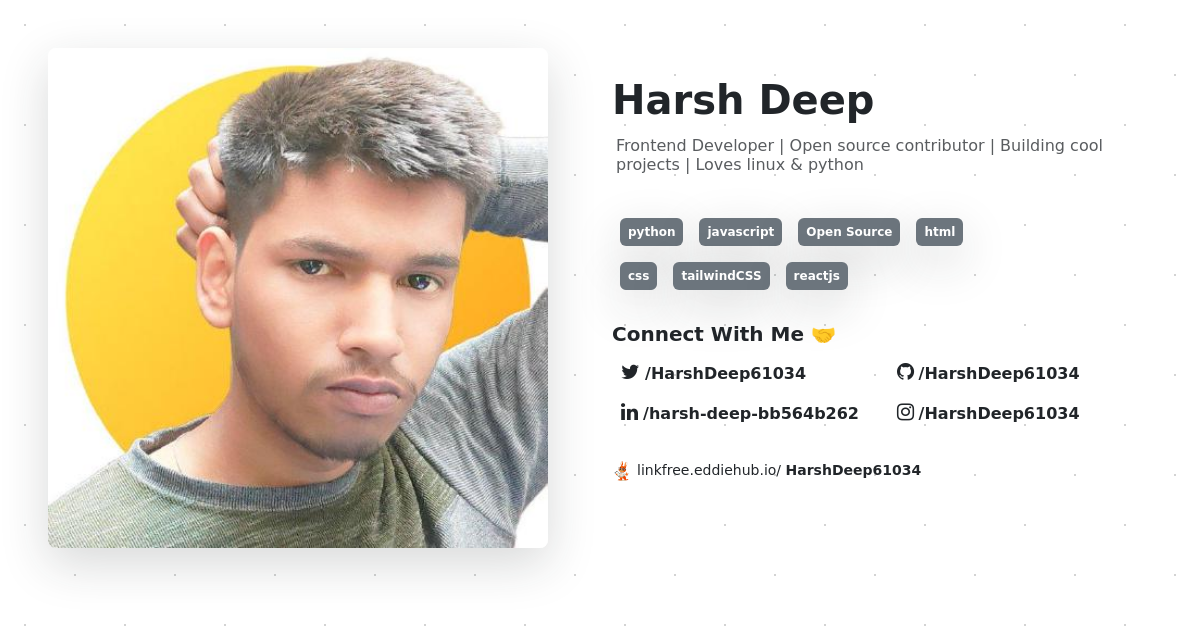 Harsh Deep
Frontend Developer | Open source contributor | Building cool
projects | Loves linux & python
python javascript Open Source html
css tailwindCSS reactjs
Connect With Me 🤝
/HarshDeep61034 /HarshDeep61034
/harsh-deep-bb564b262 /HarshDeep61034
linkfree.eddiehub.io/ HarshDeep61034